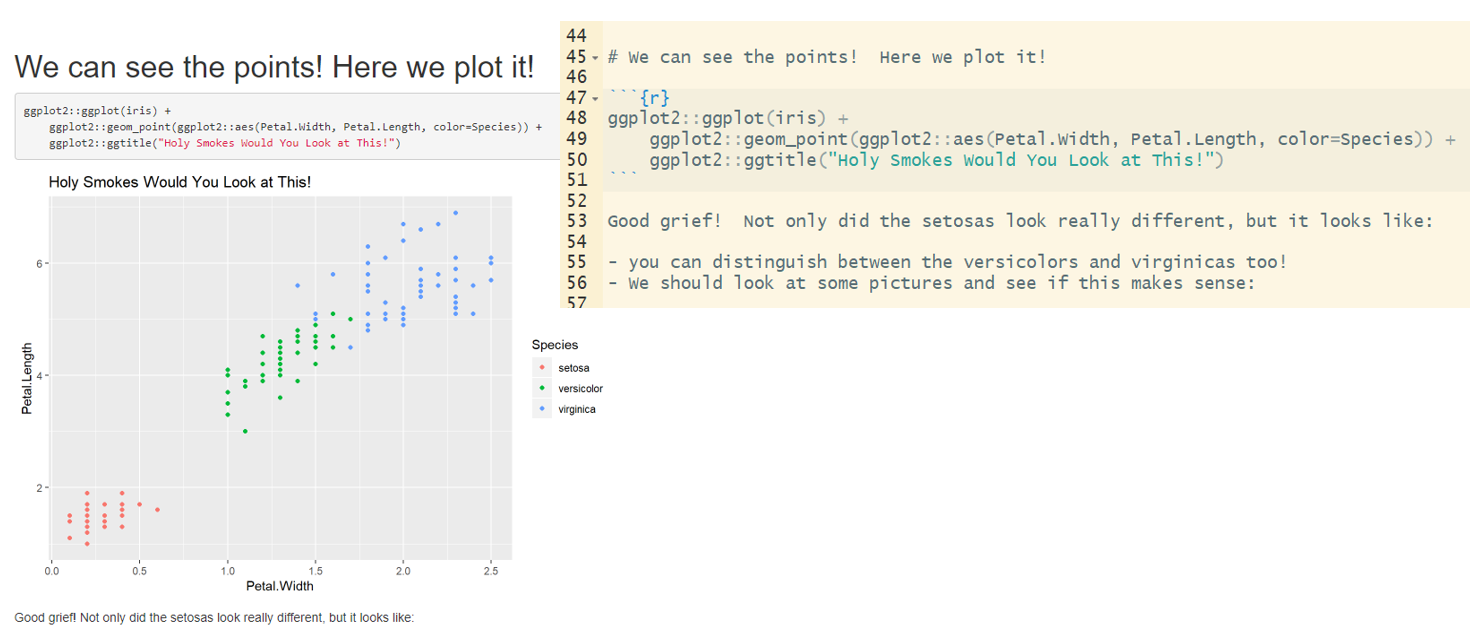 We can see the points! Here we plot it!
ggplot2::ggplot(iris) +
    ggplot2::geom_point(ggplot2::aes(Petal.Width, Petal.Length, color=Species)) +
    ggplot2::ggtitle("Holy Smokes Would You Look at This!")
Holy Smokes Would You Look at This!
6
4
2
Petal.Length
0.0 0.5 1.0 1.5 2.0 2.5
Petal.Width
Species
setosa
versicolor
virginica
Good grief! Not only did the setosas look really different, but it looks like:
44
45 # We can see the points!  Here we plot it!
46
47 ```{r}
48 ggplot2::ggplot(iris) +
49     ggplot2::geom_point(ggplot2::aes(Petal.Width, Petal.Length, color=Species)) +
50     ggplot2::ggtitle("Holy Smokes Would You Look at This!")
51 ```
52
53 Good grief!  Not only did the setosas look really different, but it looks like:
54
55 - you can distinguish between the versicolors and virginicas too!
56 - We should look at some pictures and see if this makes sense:
57